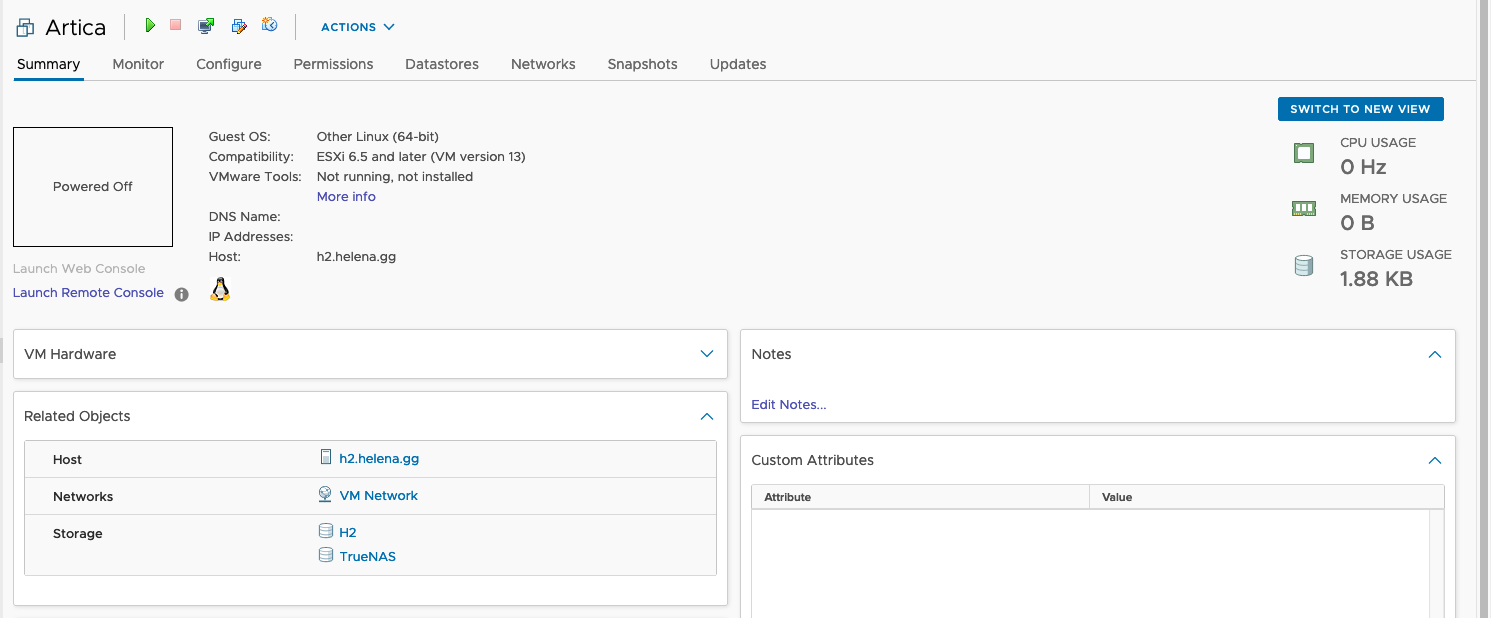 Artica
ACTIONS
Summary Monitor Configure Permissions Datastores Networks Snapshots Updates
SWITCH TO NEW VIEW
Powered Off
Launch Web Console
Launch Remote Console
Guest OS: Other Linux (64-bit)
Compatibility: ESXi 6.5 and later (VM version 13)
VMware Tools: Not running, not installed
More info
DNS Name:
IP Addresses:
Host: h2.helena.gg
CPU USAGE
0 Hz
MEMORY USAGE
0 B
STORAGE USAGE
1.88 KB
VM Hardware
Related Objects
Host h2.helena.gg
Networks VM Network
Storage H2
TrueNAS
Notes
Edit Notes...
Custom Attributes
Attribute Value